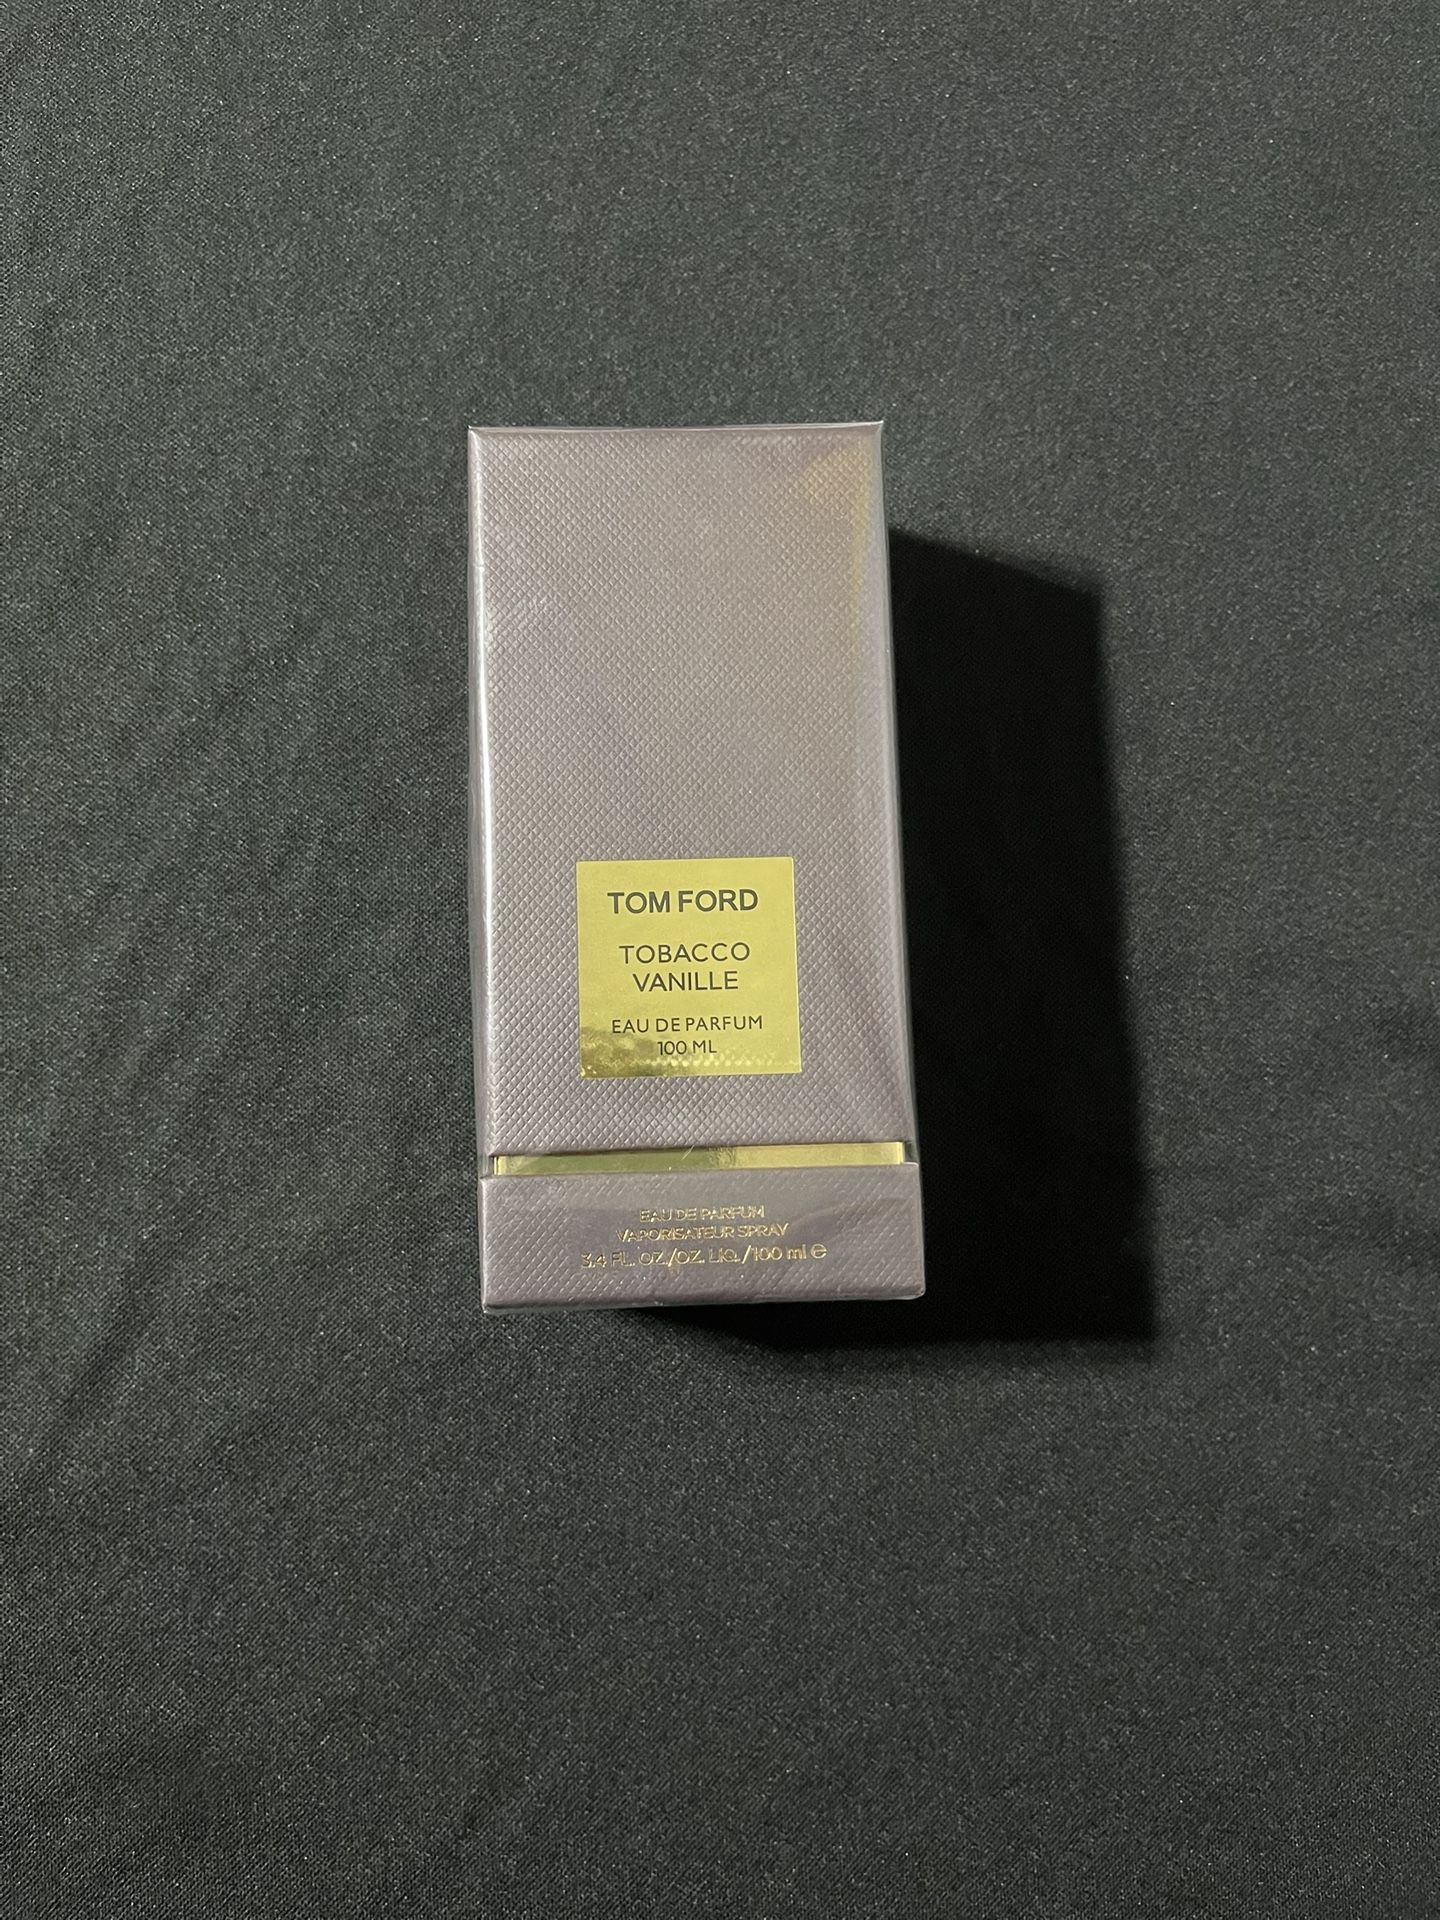 TOM FORD
TOBACCO
VANILLE
EAU DE PARFUM
100 ML
EAU DE PARFUM
VAPORISATEUR SPRAY
3.4 FL. OZ./OZ. LIQ./100 ml ℮